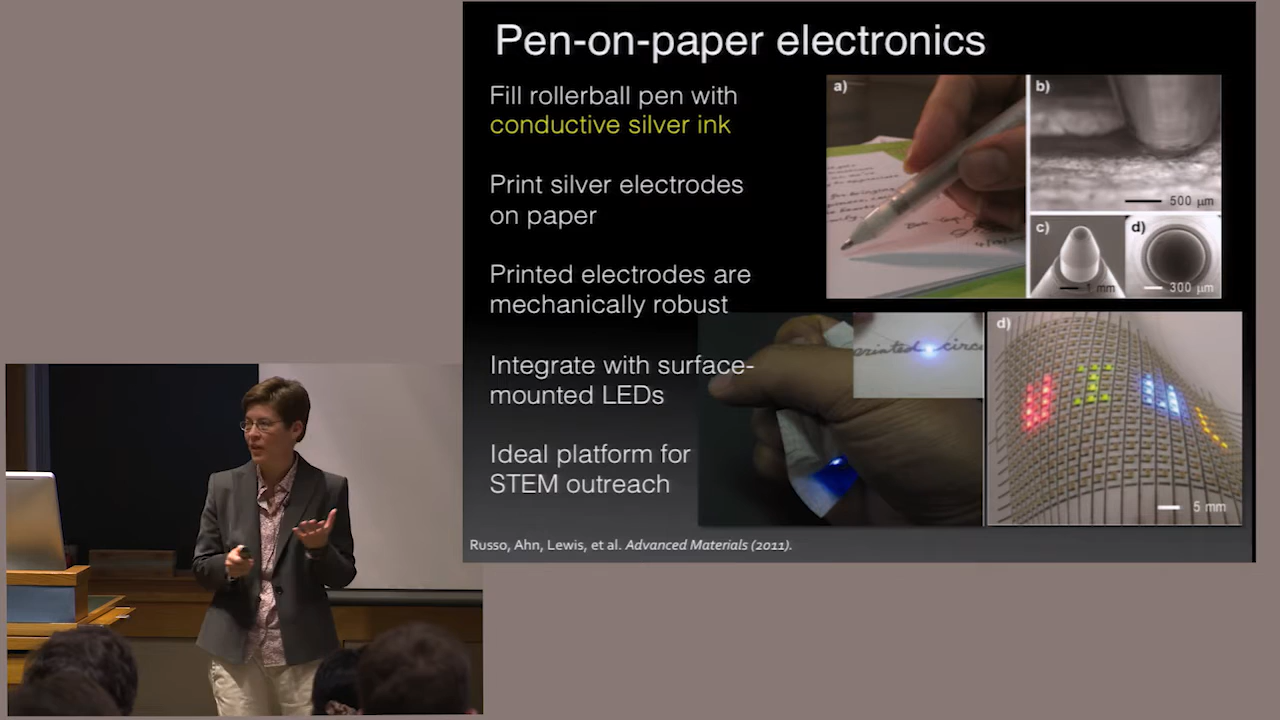 Pen-on-paper electronics
Fill rollerball pen with
conductive silver ink
Print silver electrodes
on paper
Printed electrodes are
mechanically robust
Integrate with surface-
mounted LEDs
Ideal platform for
STEM outreach
a)
b)
500 µm
c)
1 mm
d)
300 µm
printed circu
d)
5 mm
Russo, Ahn, Lewis, et al. Advanced Materials (2011).